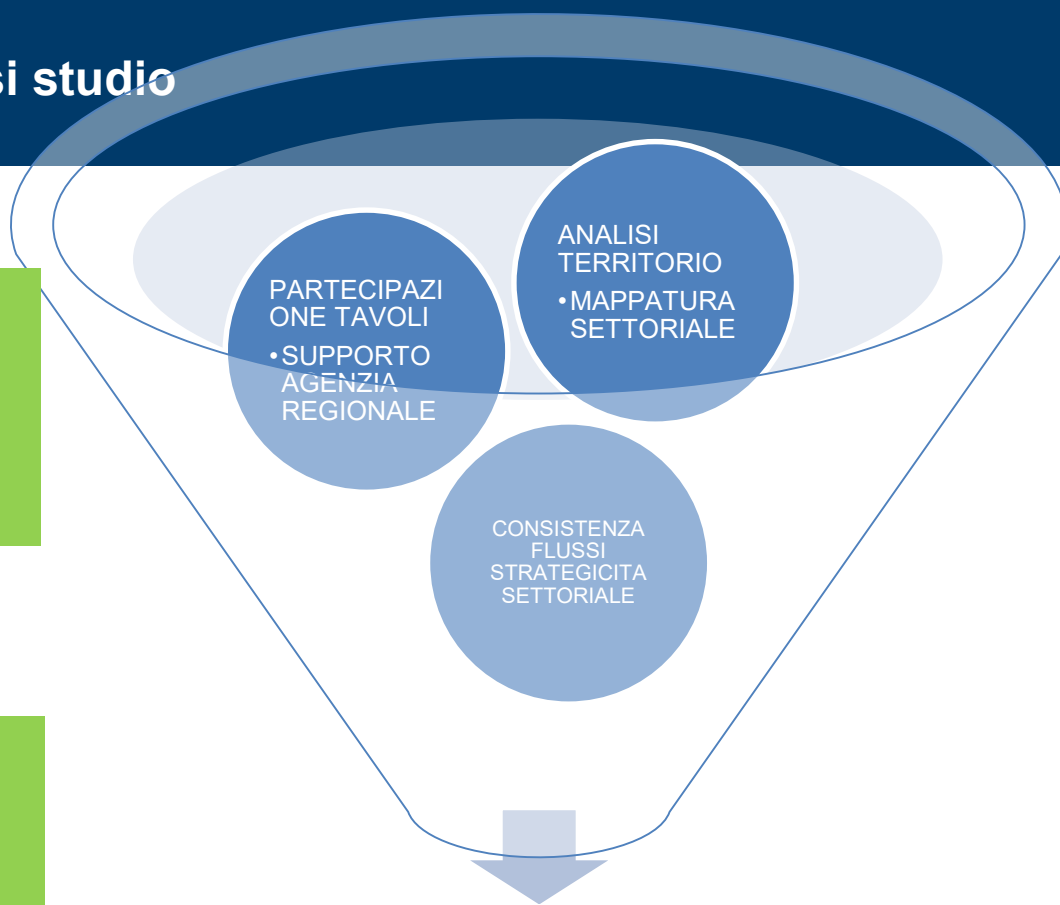 si studio
PARTECIPAZI
ONE TAVOLI
•SUPPORTO
AGENZIA
REGIONALE
ANALISI
TERRITORIO
•MAPPATURA
SETTORIALE
CONSISTENZA
FLUSSI
STRATEGICITA
SETTORIALE